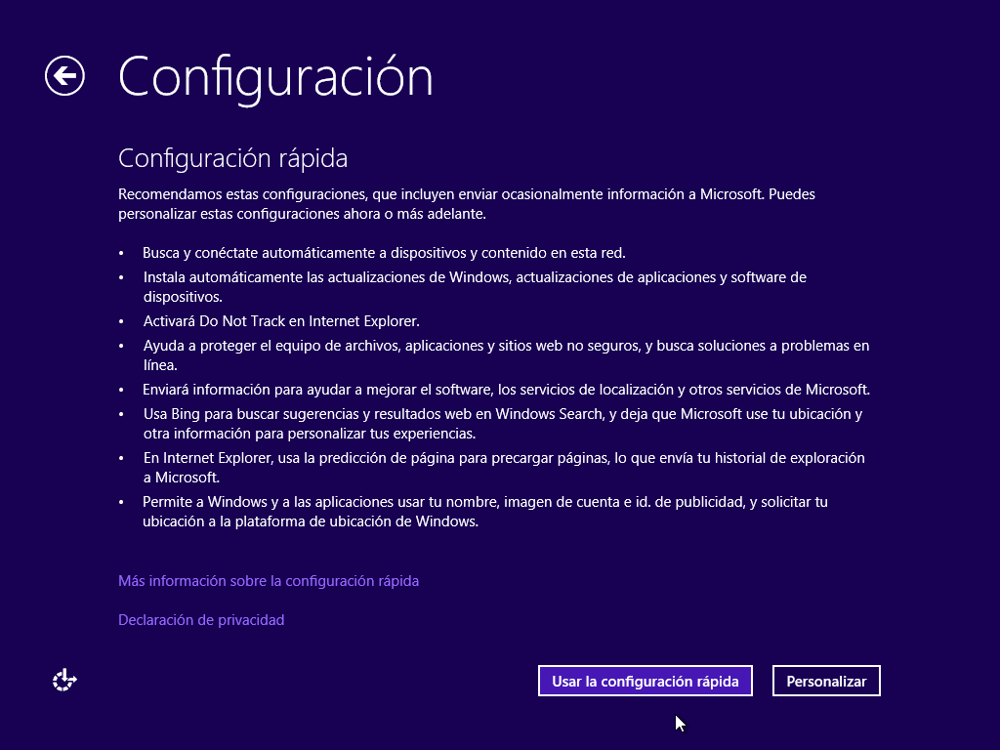 Configuración
Configuración rápida
Recomendamos estas configuraciones, que incluyen enviar ocasionalmente información a Microsoft. Puedes
personalizar estas configuraciones ahora o más adelante.
• Busca y conéctate automáticamente a dispositivos y contenido en esta red.
• Instala automáticamente las actualizaciones de Windows, actualizaciones de aplicaciones y software de
dispositivos.
• Activará Do Not Track en Internet Explorer.
• Ayuda a proteger el equipo de archivos, aplicaciones y sitios web no seguros, y busca soluciones a problemas en
línea.
• Enviará información para ayudar a mejorar el software, los servicios de localización y otros servicios de Microsoft.
• Usa Bing para buscar sugerencias y resultados web en Windows Search, y deja que Microsoft use tu ubicación y
otra información para personalizar tus experiencias.
• En Internet Explorer, usa la predicción de página para precargar páginas, lo que envía tu historial de exploración
a Microsoft.
• Permite a Windows y a las aplicaciones usar tu nombre, imagen de cuenta e id. de publicidad, y solicitar tu
ubicación a la plataforma de ubicación de Windows.
Más información sobre la configuración rápida
Declaración de privacidad
Usar la configuración rápida
Personalizar